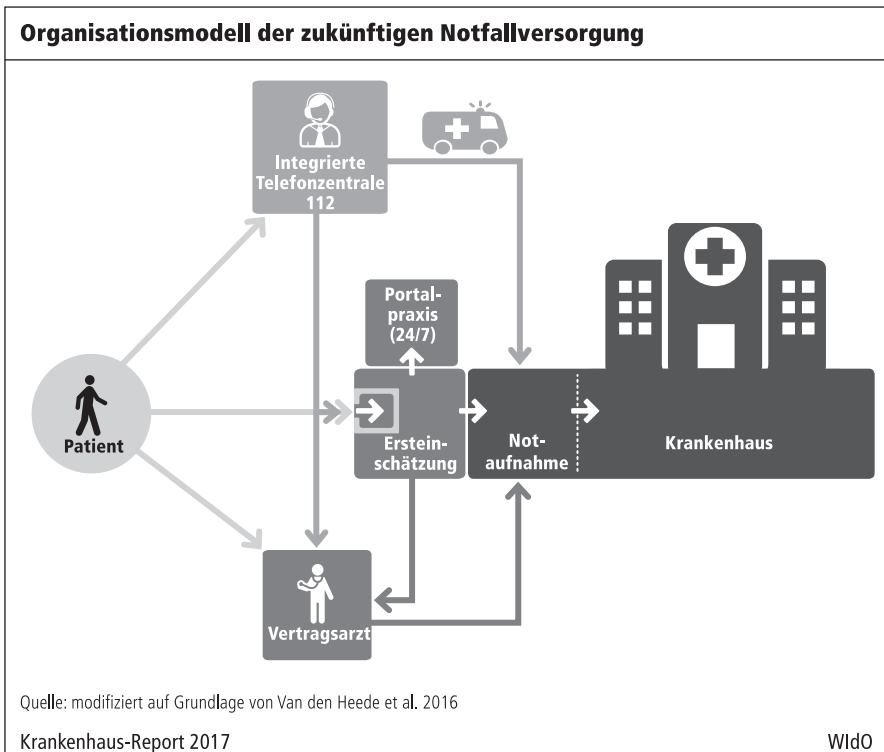 Organisationsmodell der zukünftigen Notfallversorgung
Integrierte
Telefonzentrale
112
Portal-
praxis
(24/7)
Patient
Erstein-
schätzung
Not-
aufnahme
Krankenhaus
Vertragsarzt
Quelle: modifiziert auf Grundlage von Van den Heede et al. 2016
Krankenhaus-Report 2017
WIdO